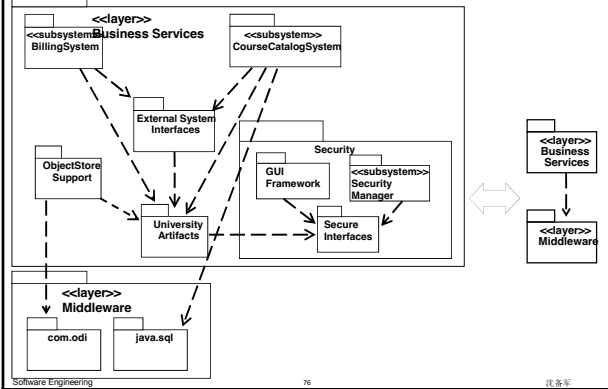 <<layer>>
Business Services
<<subsystem>>
BillingSystem
<<subsystem>>
CourseCatalogSystem
External System
Interfaces
Security
ObjectStore
Support
GUI
Framework
<<subsystem>>
Security
Manager
University
Artifacts
Secure
Interfaces
<<layer>>
Middleware
com.odi
java.sql
<<layer>>
Business
Services
<<layer>>
Middleware
Software Engineering
76
沈备军